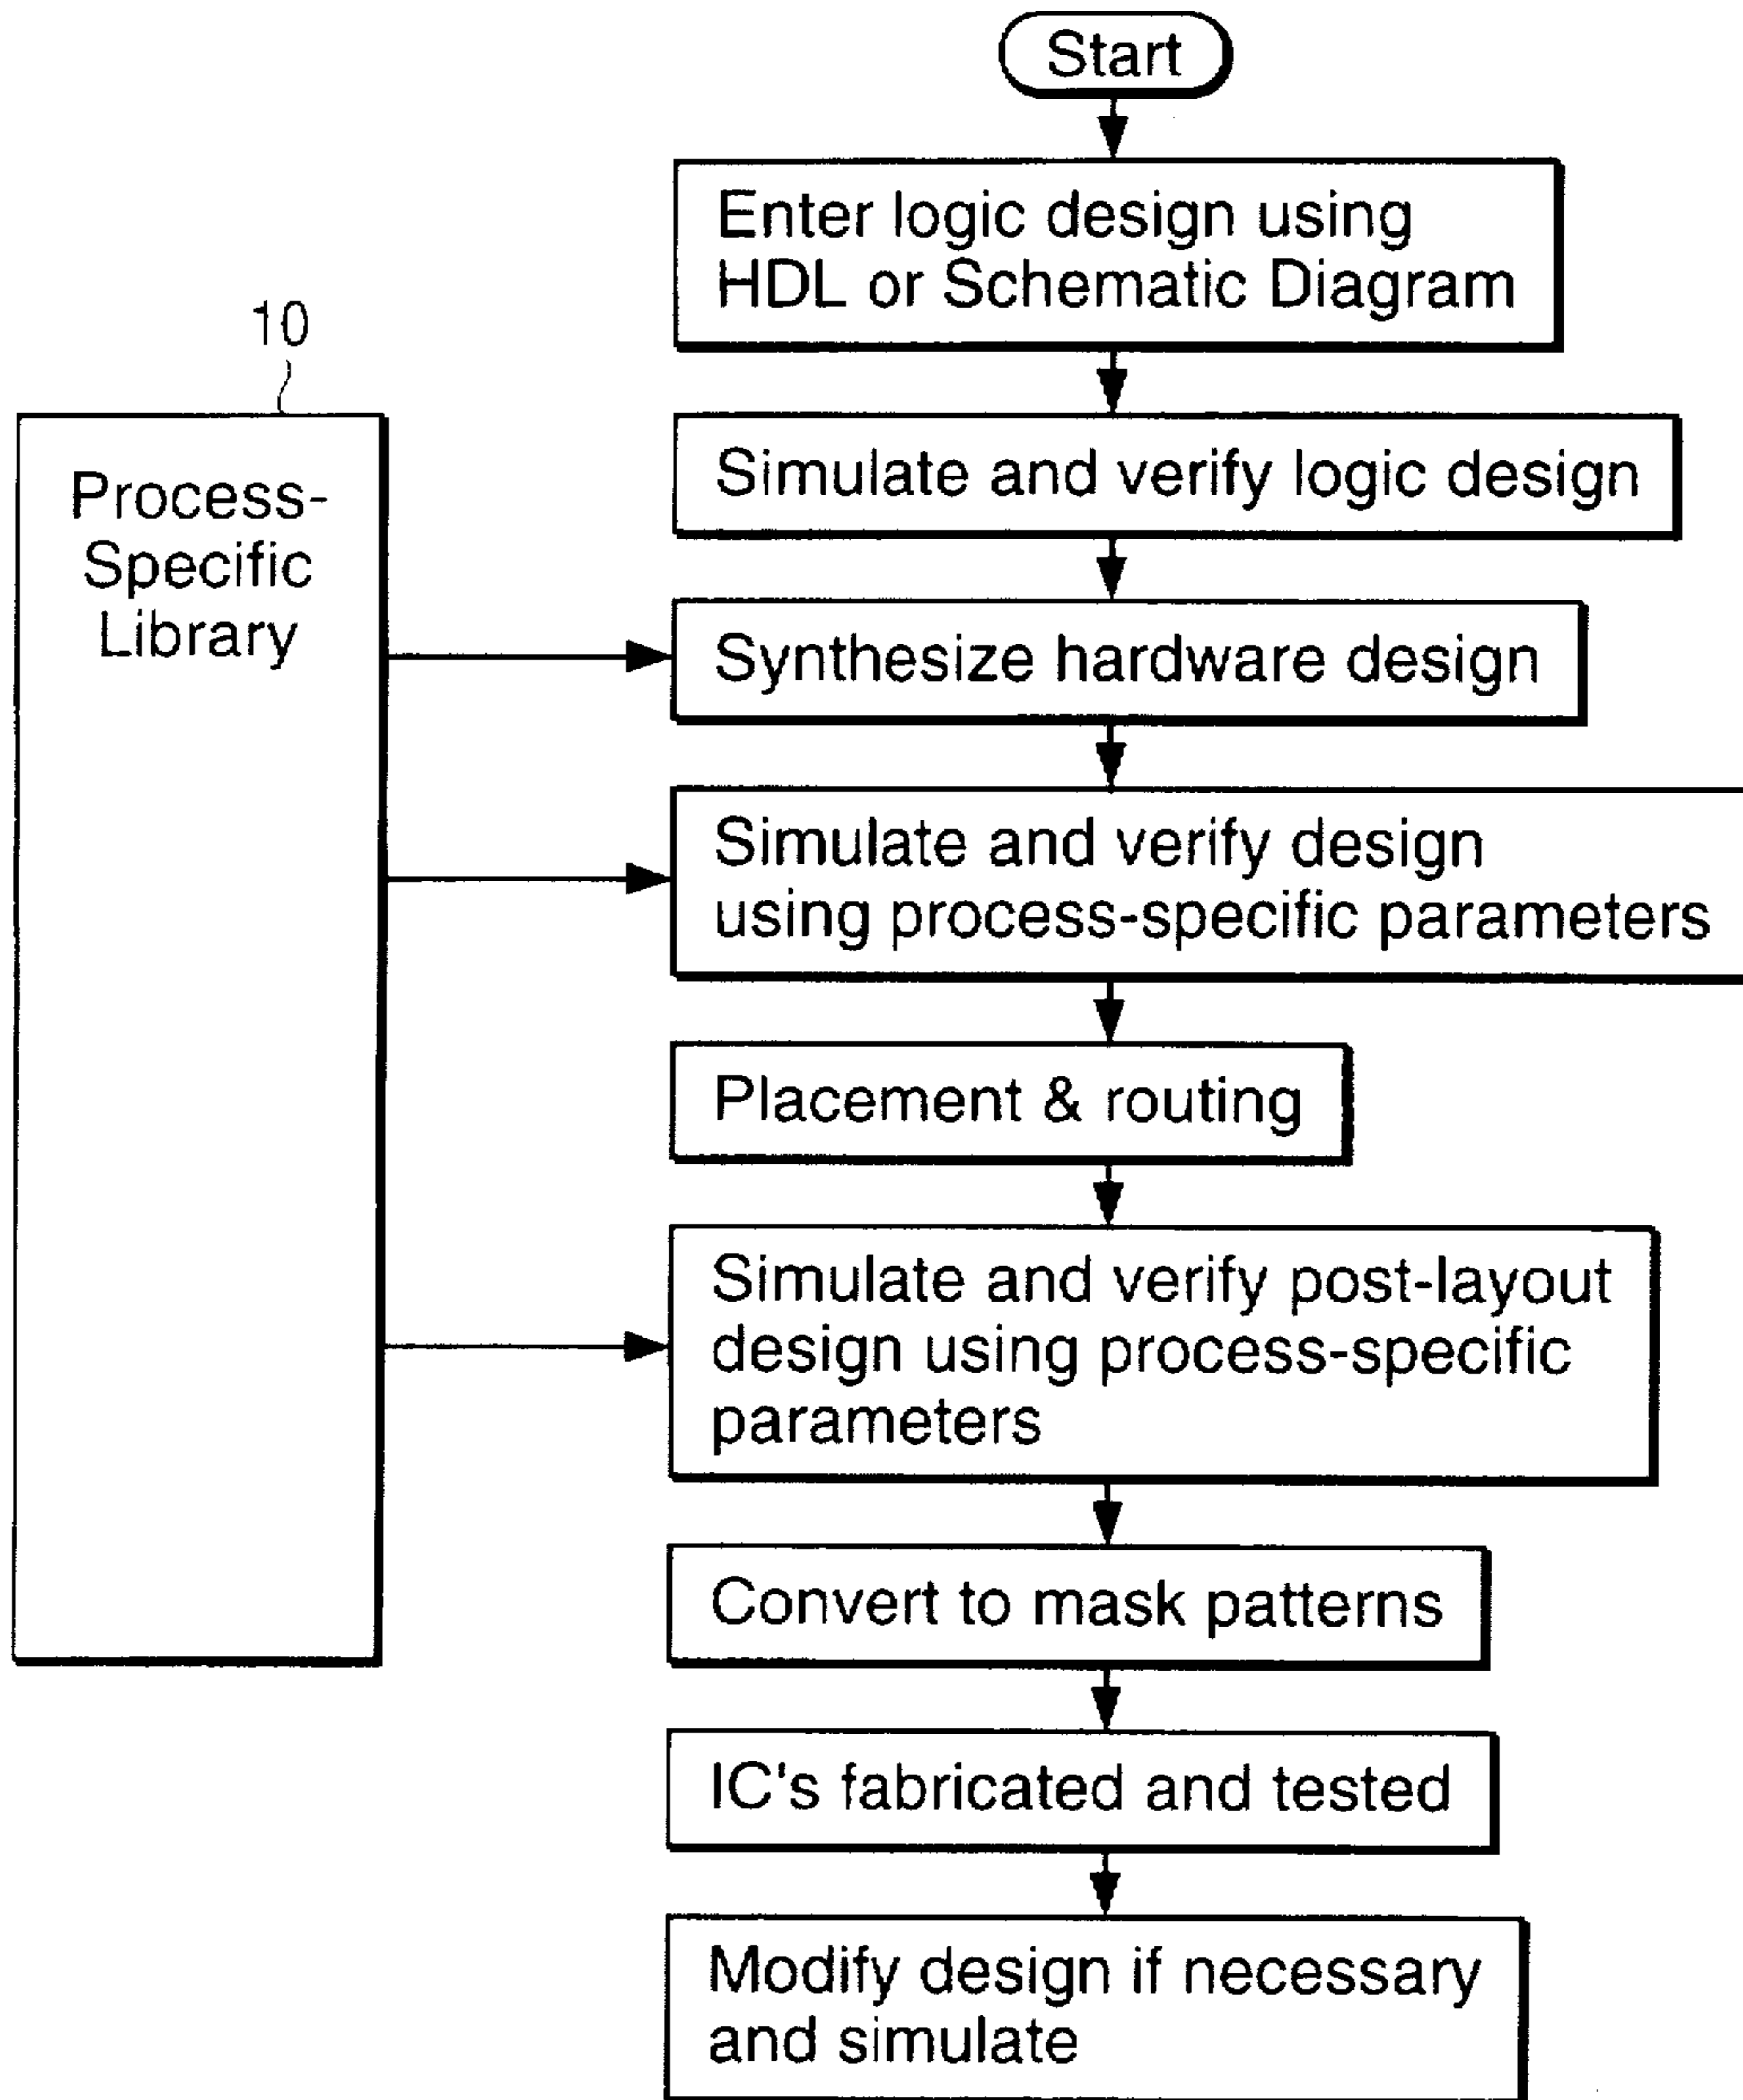 Start
Enter logic design using
HDL or Schematic Diagram
10
Process-
Specific
Library
Simulate and verify logic design
Synthesize hardware design
Simulate and verify design
using process-specific parameters
Placement & routing
Simulate and verify post-layout
design using process-specific
parameters
Convert to mask patterns
IC's fabricated and tested
Modify design if necessary
and simulate